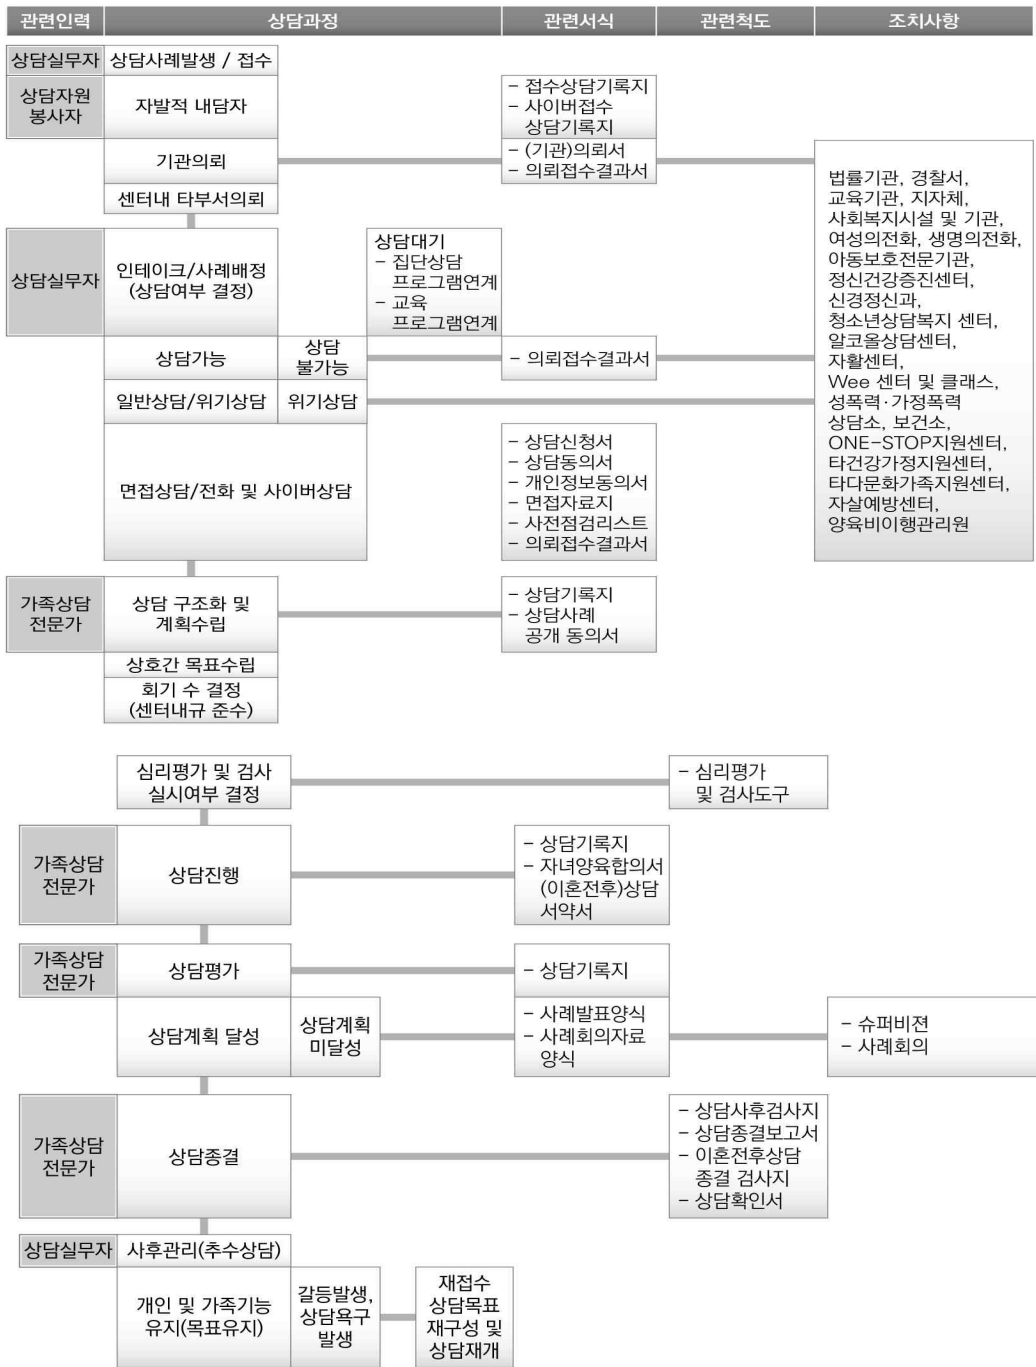 관련인력 상담과정 관련서식 관련척도 조치사항
상담실무자 상담사례발생 / 접수
상담자원
봉사자
자발적 내담자
- 접수상담기록지
- 사이버접수
상담기록지
기관의뢰
- (기관)의뢰서
- 의뢰접수결과서
센터내 타부서의뢰
법률기관, 경찰서,
교육기관, 지자체,
사회복지시설 및 기관,
여성의전화, 생명의전화,
아동보호전문기관,
정신건강증진센터,
신경정신과,
청소년상담복지 센터,
알코올상담센터,
자활센터,
Wee 센터 및 클래스,
성폭력·가정폭력
상담소, 보건소,
ONE-STOP지원센터,
타건강가정지원센터,
타다문화가족지원센터,
자살예방센터,
양육비이행관리원
상담실무자
인테이크/사례배정
(상담여부 결정)
상담대기
- 집단상담
프로그램연계
- 교육
프로그램연계
상담가능
상담
불가능
- 의뢰접수결과서
일반상담/위기상담
위기상담
면접상담/전화 및 사이버상담
- 상담신청서
- 상담동의서
- 개인정보동의서
- 면접자료지
- 사전점검리스트
- 의뢰접수결과서
가족상담
전문가
상담 구조화 및
계획수립
- 상담기록지
- 상담사례
공개 동의서
상호간 목표수립
회기 수 결정
(센터내규 준수)
심리평가 및 검사
실시여부 결정
- 심리평가
및 검사도구
가족상담
전문가
상담진행
- 상담기록지
- 자녀양육합의서
(이혼전후)상담
서약서
가족상담
전문가
상담평가
- 상담기록지
상담계획 달성
상담계획
미달성
- 사례발표양식
- 사례회의자료
양식
- 슈퍼비젼
- 사례회의
가족상담
전문가
상담종결
- 상담사후검사지
- 상담종결보고서
- 이혼전후상담
종결 검사지
- 상담확인서
상담실무자 사후관리(추수상담)
개인 및 가족기능
유지(목표유지)
갈등발생,
상담욕구
발생
재접수
상담목표
재구성 및
상담재개